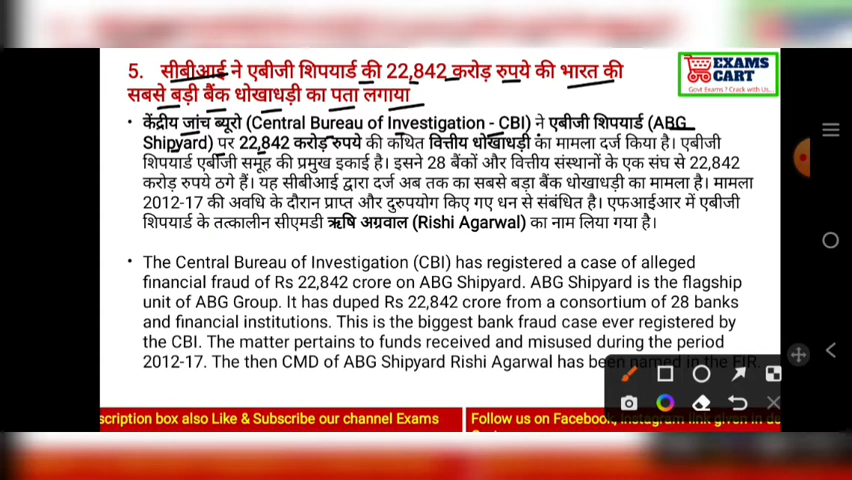 5. सीबीआई ने एबीजी शिपयार्ड की 22,842 करोड़ रुपये की भारत की
सबसे बड़ी बैंक धोखाधड़ी का पता लगाया
EXAMS
CART
Govt Exams? Crack with Us...
• केंद्रीय जांच ब्यूरो (Central Bureau of Investigation - CBI) ने एबीजी शिपयार्ड (ABG
Shipyard) पर 22,842 करोड़ रुपये की कथित वित्तीय धोखाधड़ी का मामला दर्ज किया है। एबीजी
शिपयार्ड एबीजी समूह की प्रमुख इकाई है। इसने 28 बैंकों और वित्तीय संस्थानों के एक संघ से 22,842
करोड़ रुपये ठगे हैं। यह सीबीआई द्वारा दर्ज अब तक का सबसे बड़ा बैंक धोखाधड़ी का मामला है। मामला
2012-17 की अवधि के दौरान प्राप्त और दुरुपयोग किए गए धन से संबंधित है। एफआईआर में एबीजी
शिपयार्ड के तत्कालीन सीएमडी ऋषि अग्रवाल (Rishi Agarwal) का नाम लिया गया है।
• The Central Bureau of Investigation (CBI) has registered a case of alleged
financial fraud of Rs 22,842 crore on ABG Shipyard. ABG Shipyard is the flagship
unit of ABG Group. It has duped Rs 22,842 crore from a consortium of 28 banks
and financial institutions. This is the biggest bank fraud case ever registered by
the CBI. The matter pertains to funds received and misused during the period
2012-17. The then CMD of ABG Shipyard Rishi Agarwal has been named in the FIR.
scription box also Like & Subscribe our channel Exams
Follow us on Facebook, Instagram link given in de